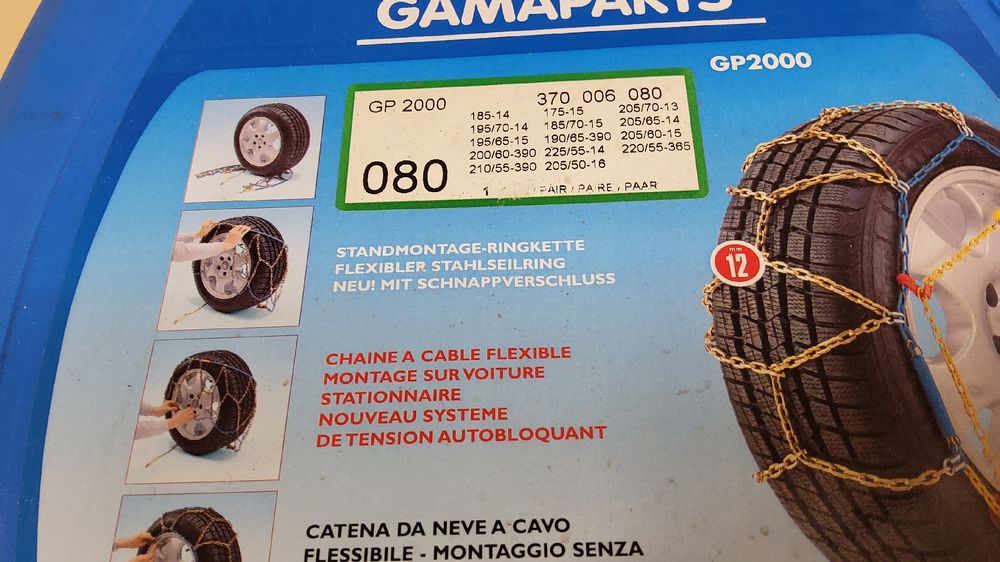 GAMAPARTS
GP2000
GP 2000 370 006 080
185-14 175-15 205/70-13
195/70-14 185/70-15 205/65-14
195/65-15 190/65-390 205/60-15
200/60-390 225/55-14 220/55-365
210/55-390 205/50-16
080
1 PAIR / PAIRE / PAAR
mm
12
STANDMONTAGE-RINGKETTE
FLEXIBLER STAHLSEILRING
NEU! MIT SCHNAPPVERSCHLUSS
CHAINE A CABLE FLEXIBLE
MONTAGE SUR VOITURE
STATIONNAIRE
NOUVEAU SYSTEME
DE TENSION AUTOBLOQUANT
CATENA DA NEVE A CAVO
FLESSIBILE - MONTAGGIO SENZA